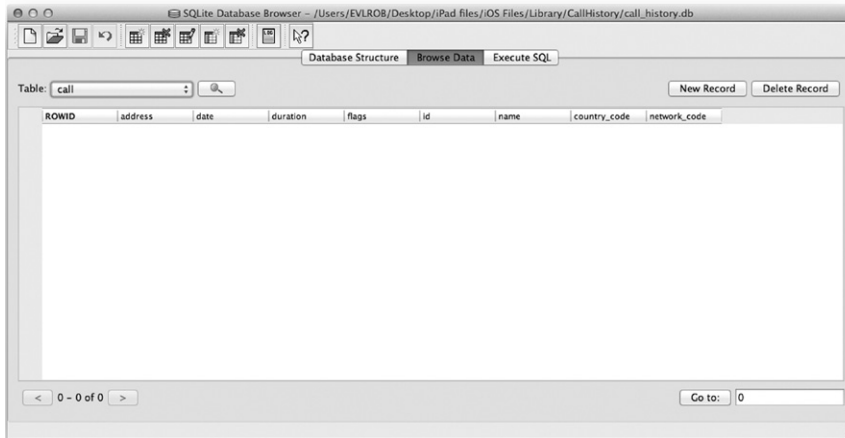 SQLite Database Browser – /Users/EVLROB/Desktop/iPad files/iOS Files/Library/CallHistory/call_history.db
LOG
?
Database Structure Browse Data Execute SQL
Table: call New Record Delete Record
ROWID address date duration flags id name country_code network_code
< 0 – 0 of 0 > Go to: 0